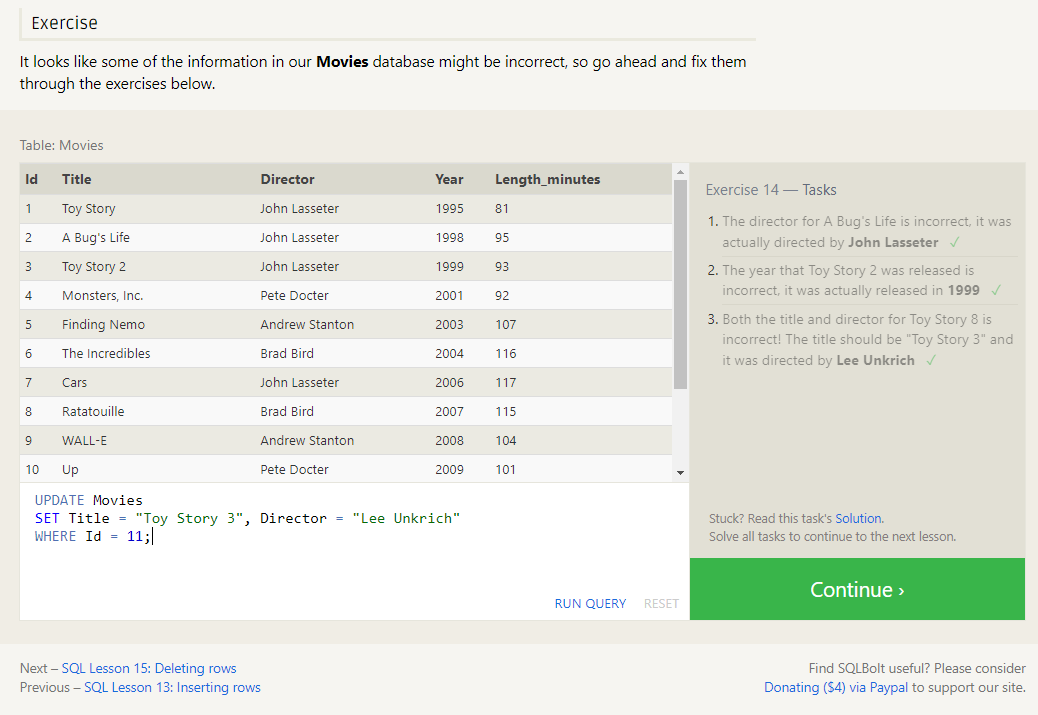 Exercise
It looks like some of the information in our Movies database might be incorrect, so go ahead and fix them
through the exercises below.
Table: Movies
Id Title Director Year Length_minutes
1 Toy Story John Lasseter 1995 81
2 A Bug's Life John Lasseter 1998 95
3 Toy Story 2 John Lasseter 1999 93
4 Monsters, Inc. Pete Docter 2001 92
5 Finding Nemo Andrew Stanton 2003 107
6 The Incredibles Brad Bird 2004 116
7 Cars John Lasseter 2006 117
8 Ratatouille Brad Bird 2007 115
9 WALL-E Andrew Stanton 2008 104
10 Up Pete Docter 2009 101
UPDATE Movies
SET Title = "Toy Story 3", Director = "Lee Unkrich"
WHERE Id = 11;
RUN QUERY RESET
Exercise 14 — Tasks
1. The director for A Bug's Life is incorrect, it was
actually directed by John Lasseter ✓
2. The year that Toy Story 2 was released is
incorrect, it was actually released in 1999 ✓
3. Both the title and director for Toy Story 8 is
incorrect! The title should be "Toy Story 3" and
it was directed by Lee Unkrich ✓
Stuck? Read this task's Solution.
Solve all tasks to continue to the next lesson.
Continue ›
Next – SQL Lesson 15: Deleting rows
Previous – SQL Lesson 13: Inserting rows
Find SQLBolt useful? Please consider
Donating ($4) via Paypal to support our site.